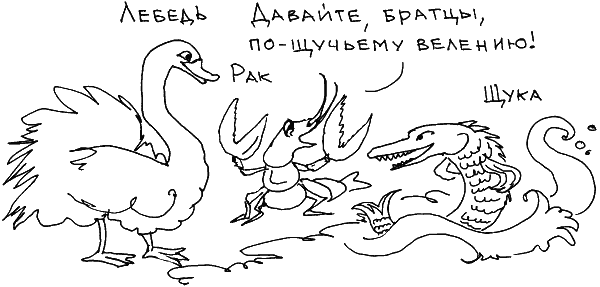 Лебедь
Давайте, братцы,
по-щучьему велению!
Рак
Щука